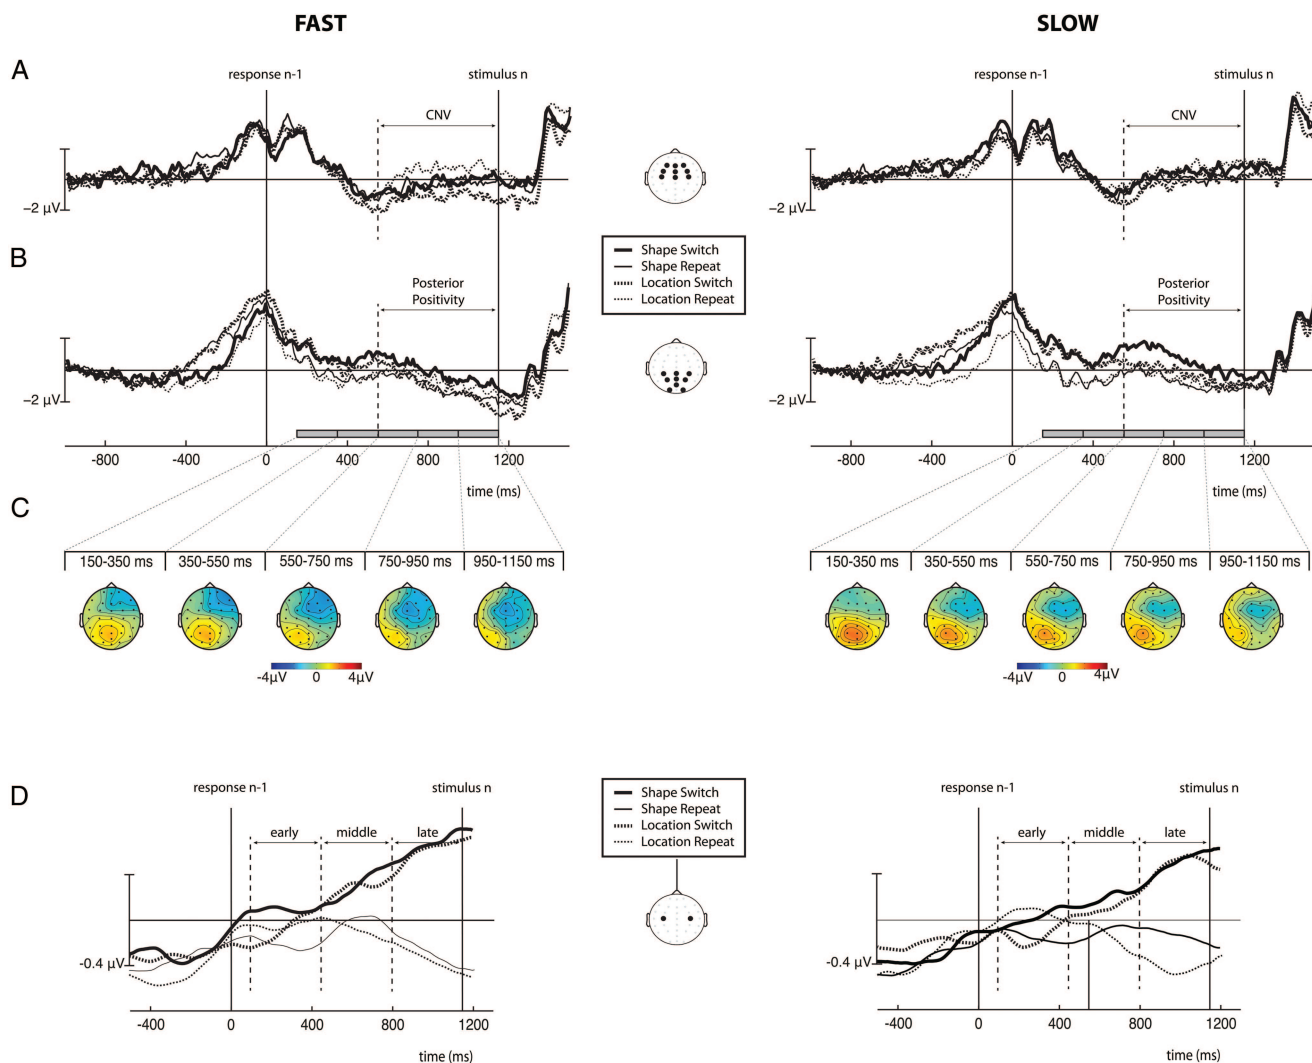 FAST
SLOW
A
response n-1
stimulus n
CNV
−2 μV
response n-1
stimulus n
CNV
−2 μV
B
Shape Switch
Shape Repeat
Location Switch
Location Repeat
Posterior
Positivity
−2 μV
Posterior
Positivity
−2 μV
-800 -400 0 400 800 1200
time (ms)
-800 -400 0 400 800 1200
time (ms)
C
150-350 ms 350-550 ms 550-750 ms 750-950 ms 950-1150 ms
-4μV 0 4μV
150-350 ms 350-550 ms 550-750 ms 750-950 ms 950-1150 ms
-4μV 0 4μV
D
response n-1
stimulus n
early middle late
-0.4 μV
-400 0 400 800 1200
time (ms)
Shape Switch
Shape Repeat
Location Switch
Location Repeat
response n-1
stimulus n
early middle late
-0.4 μV
-400 0 400 800 1200
time (ms)